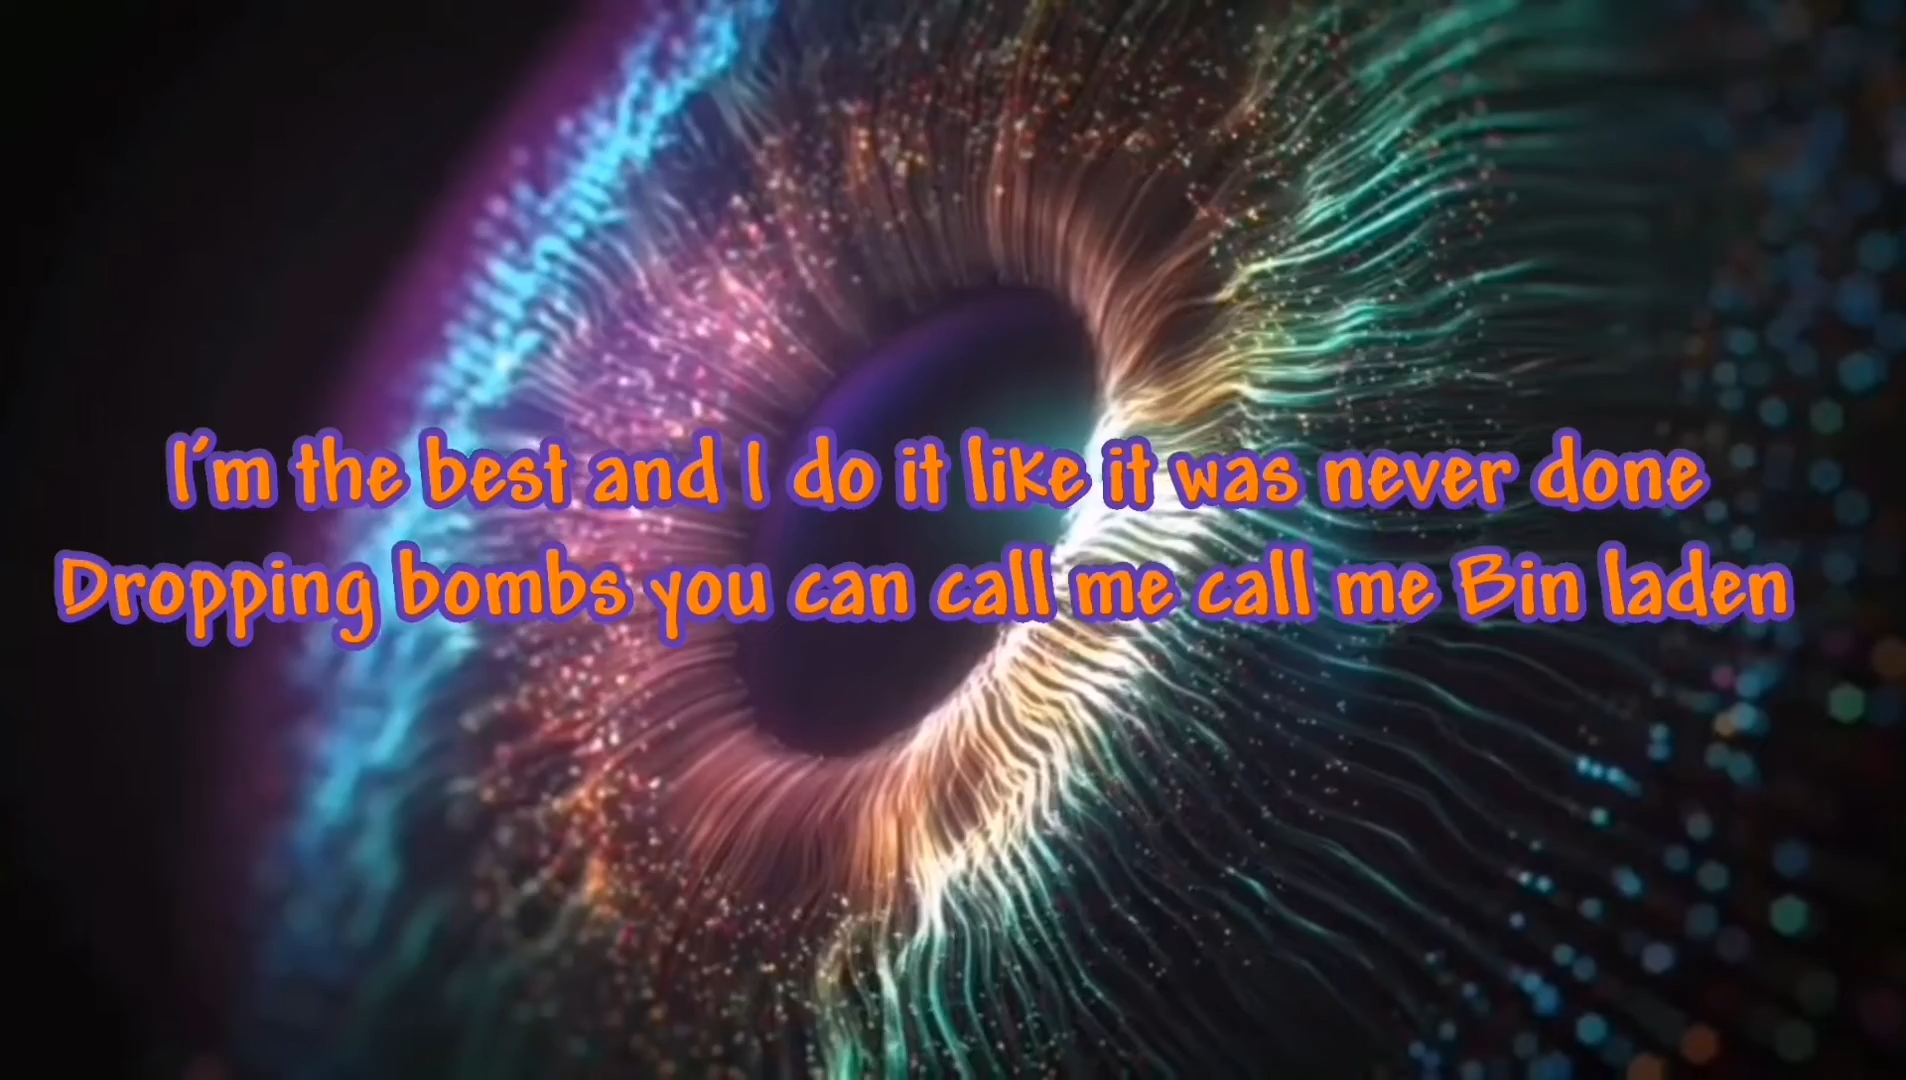 I'm the best and I do it like it was never done
Dropping bombs you can call me call me Bin laden